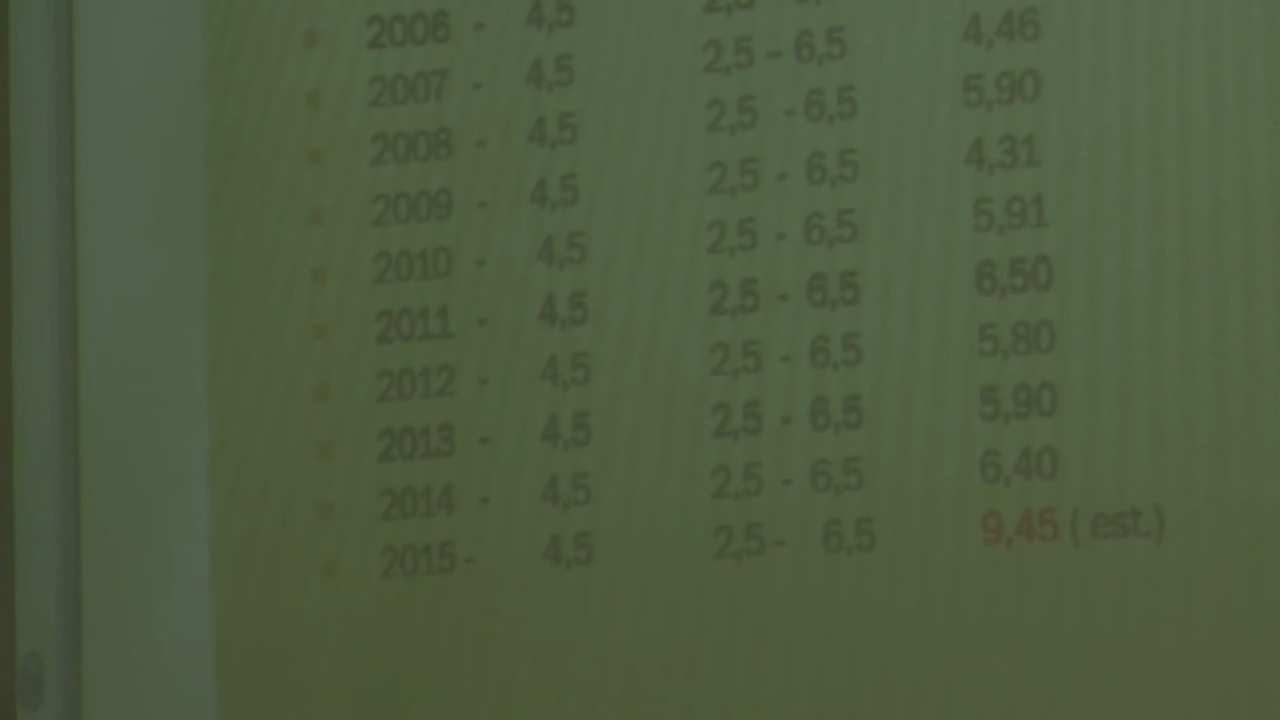 2006 - 4,5
2007 - 4,5 2,5 - 6,5 4,46
2008 - 4,5 2,5 -6,5 5,90
2009 - 4,5 2,5 - 6,5 4,31
2010 - 4,5 2,5 - 6,5 5,91
2011 - 4,5 2,5 - 6,5 6,50
2012 - 4,5 2,5 - 6,5 5,80
2013 - 4,5 2,5 - 6,5 5,90
2014 - 4,5 2,5 - 6,5 6,40
2015- 4,5 2,5- 6,5 9,45 ( est.)